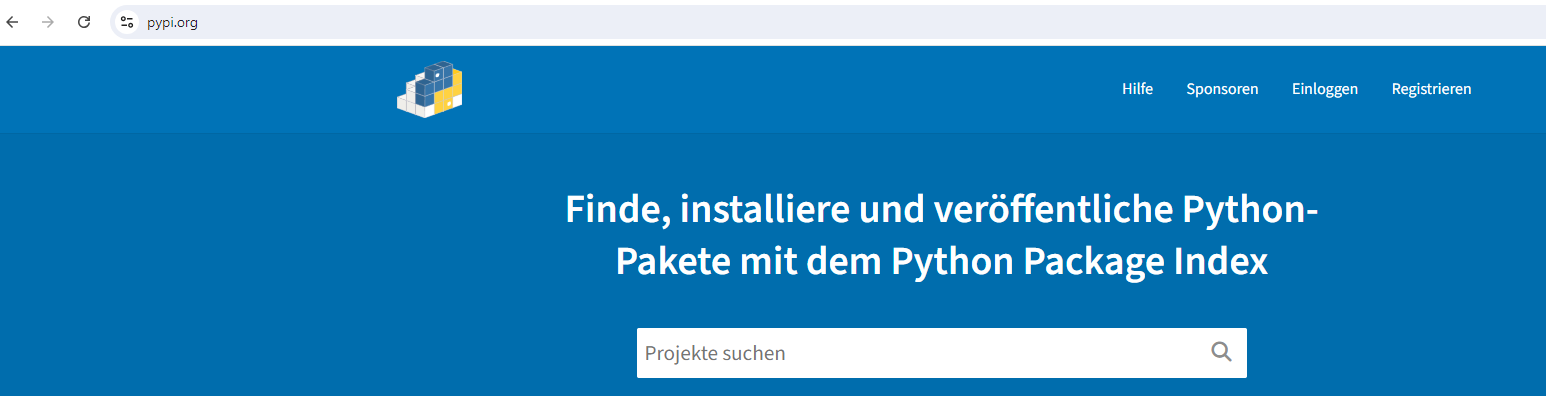 pypi.org
Hilfe Sponsoren Einloggen Registrieren
Finde, installiere und veröffentliche Python-
Pakete mit dem Python Package Index
Projekte suchen